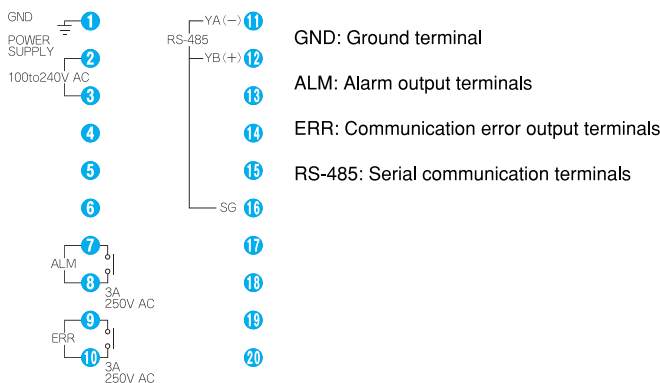 GND
1
POWER
SUPPLY
2
100to240V AC
3
4
5
6
7
ALM
8
3A
250V AC
9
ERR
10
3A
250V AC
YA(−) 11
RS-485
YB(+) 12
13
14
15
SG 16
17
18
19
20
GND: Ground terminal
ALM: Alarm output terminals
ERR: Communication error output terminals
RS-485: Serial communication terminals